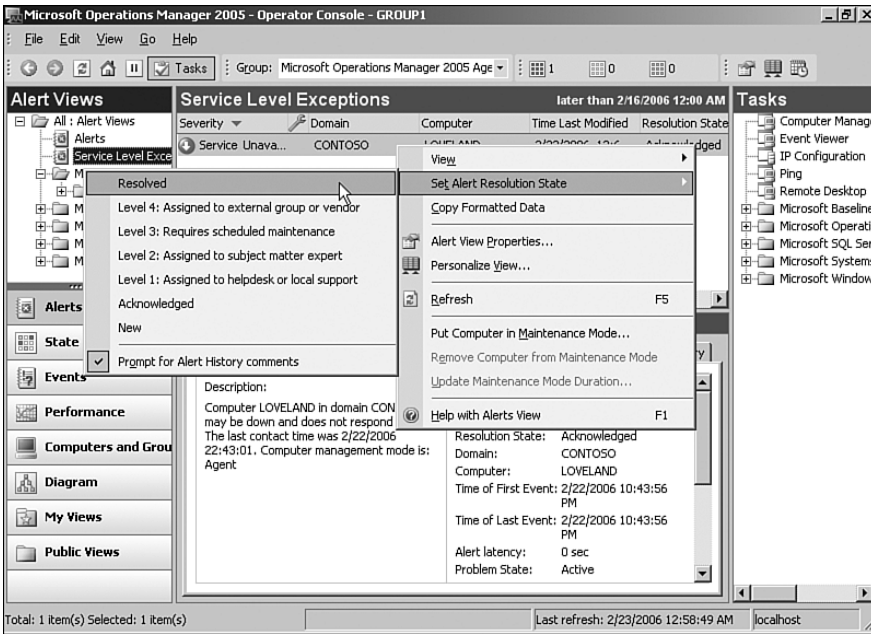 Microsoft Operations Manager 2005 - Operator Console - GROUP1
File Edit View Go Help
Tasks Group: Microsoft Operations Manager 2005 Age 1 0 0
Alert Views
All : Alert Views
Alerts
Service Level Exce
M
M
M
M
M
Alerts
State
Events
Performance
Computers and Grou
Diagram
My Views
Public Views
Service Level Exceptions later than 2/16/2006 12:00 AM
Severity Domain Computer Time Last Modified Resolution State
Service Unava... CONTOSO
View
Set Alert Resolution State
Copy Formatted Data
Alert View Properties...
Personalize View...
Refresh F5
Put Computer in Maintenance Mode...
Remove Computer from Maintenance Mode
Update Maintenance Mode Duration...
Help with Alerts View F1
Resolved
Level 4: Assigned to external group or vendor
Level 3: Requires scheduled maintenance
Level 2: Assigned to subject matter expert
Level 1: Assigned to helpdesk or local support
Acknowledged
New
Prompt for Alert History comments
Description:
Computer LOVELAND in domain CON
may be down and does not respond
The last contact time was 2/22/2006
22:43:01. Computer management mode is:
Agent
Resolution State: Acknowledged
Domain: CONTOSO
Computer: LOVELAND
Time of First Event: 2/22/2006 10:43:56
PM
Time of Last Event: 2/22/2006 10:43:56
PM
Alert latency: 0 sec
Problem State: Active
Tasks
Computer Manag
Event Viewer
IP Configuration
Ping
Remote Desktop
Microsoft Baseline
Microsoft Operati
Microsoft SQL Ser
Microsoft Systems
Microsoft Window
Total: 1 item(s) Selected: 1 item(s) Last refresh: 2/23/2006 12:58:49 AM localhost